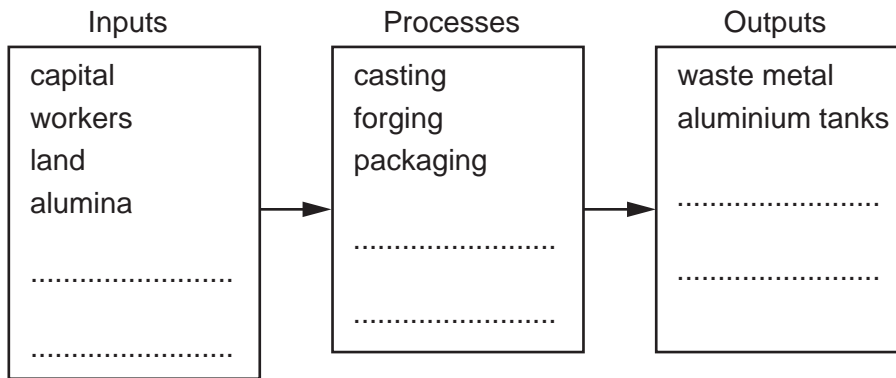 Inputs
capital
workers
land
alumina
.........................
.........................
Processes
casting
forging
packaging
.........................
.........................
Outputs
waste metal
aluminium tanks
.........................
.........................